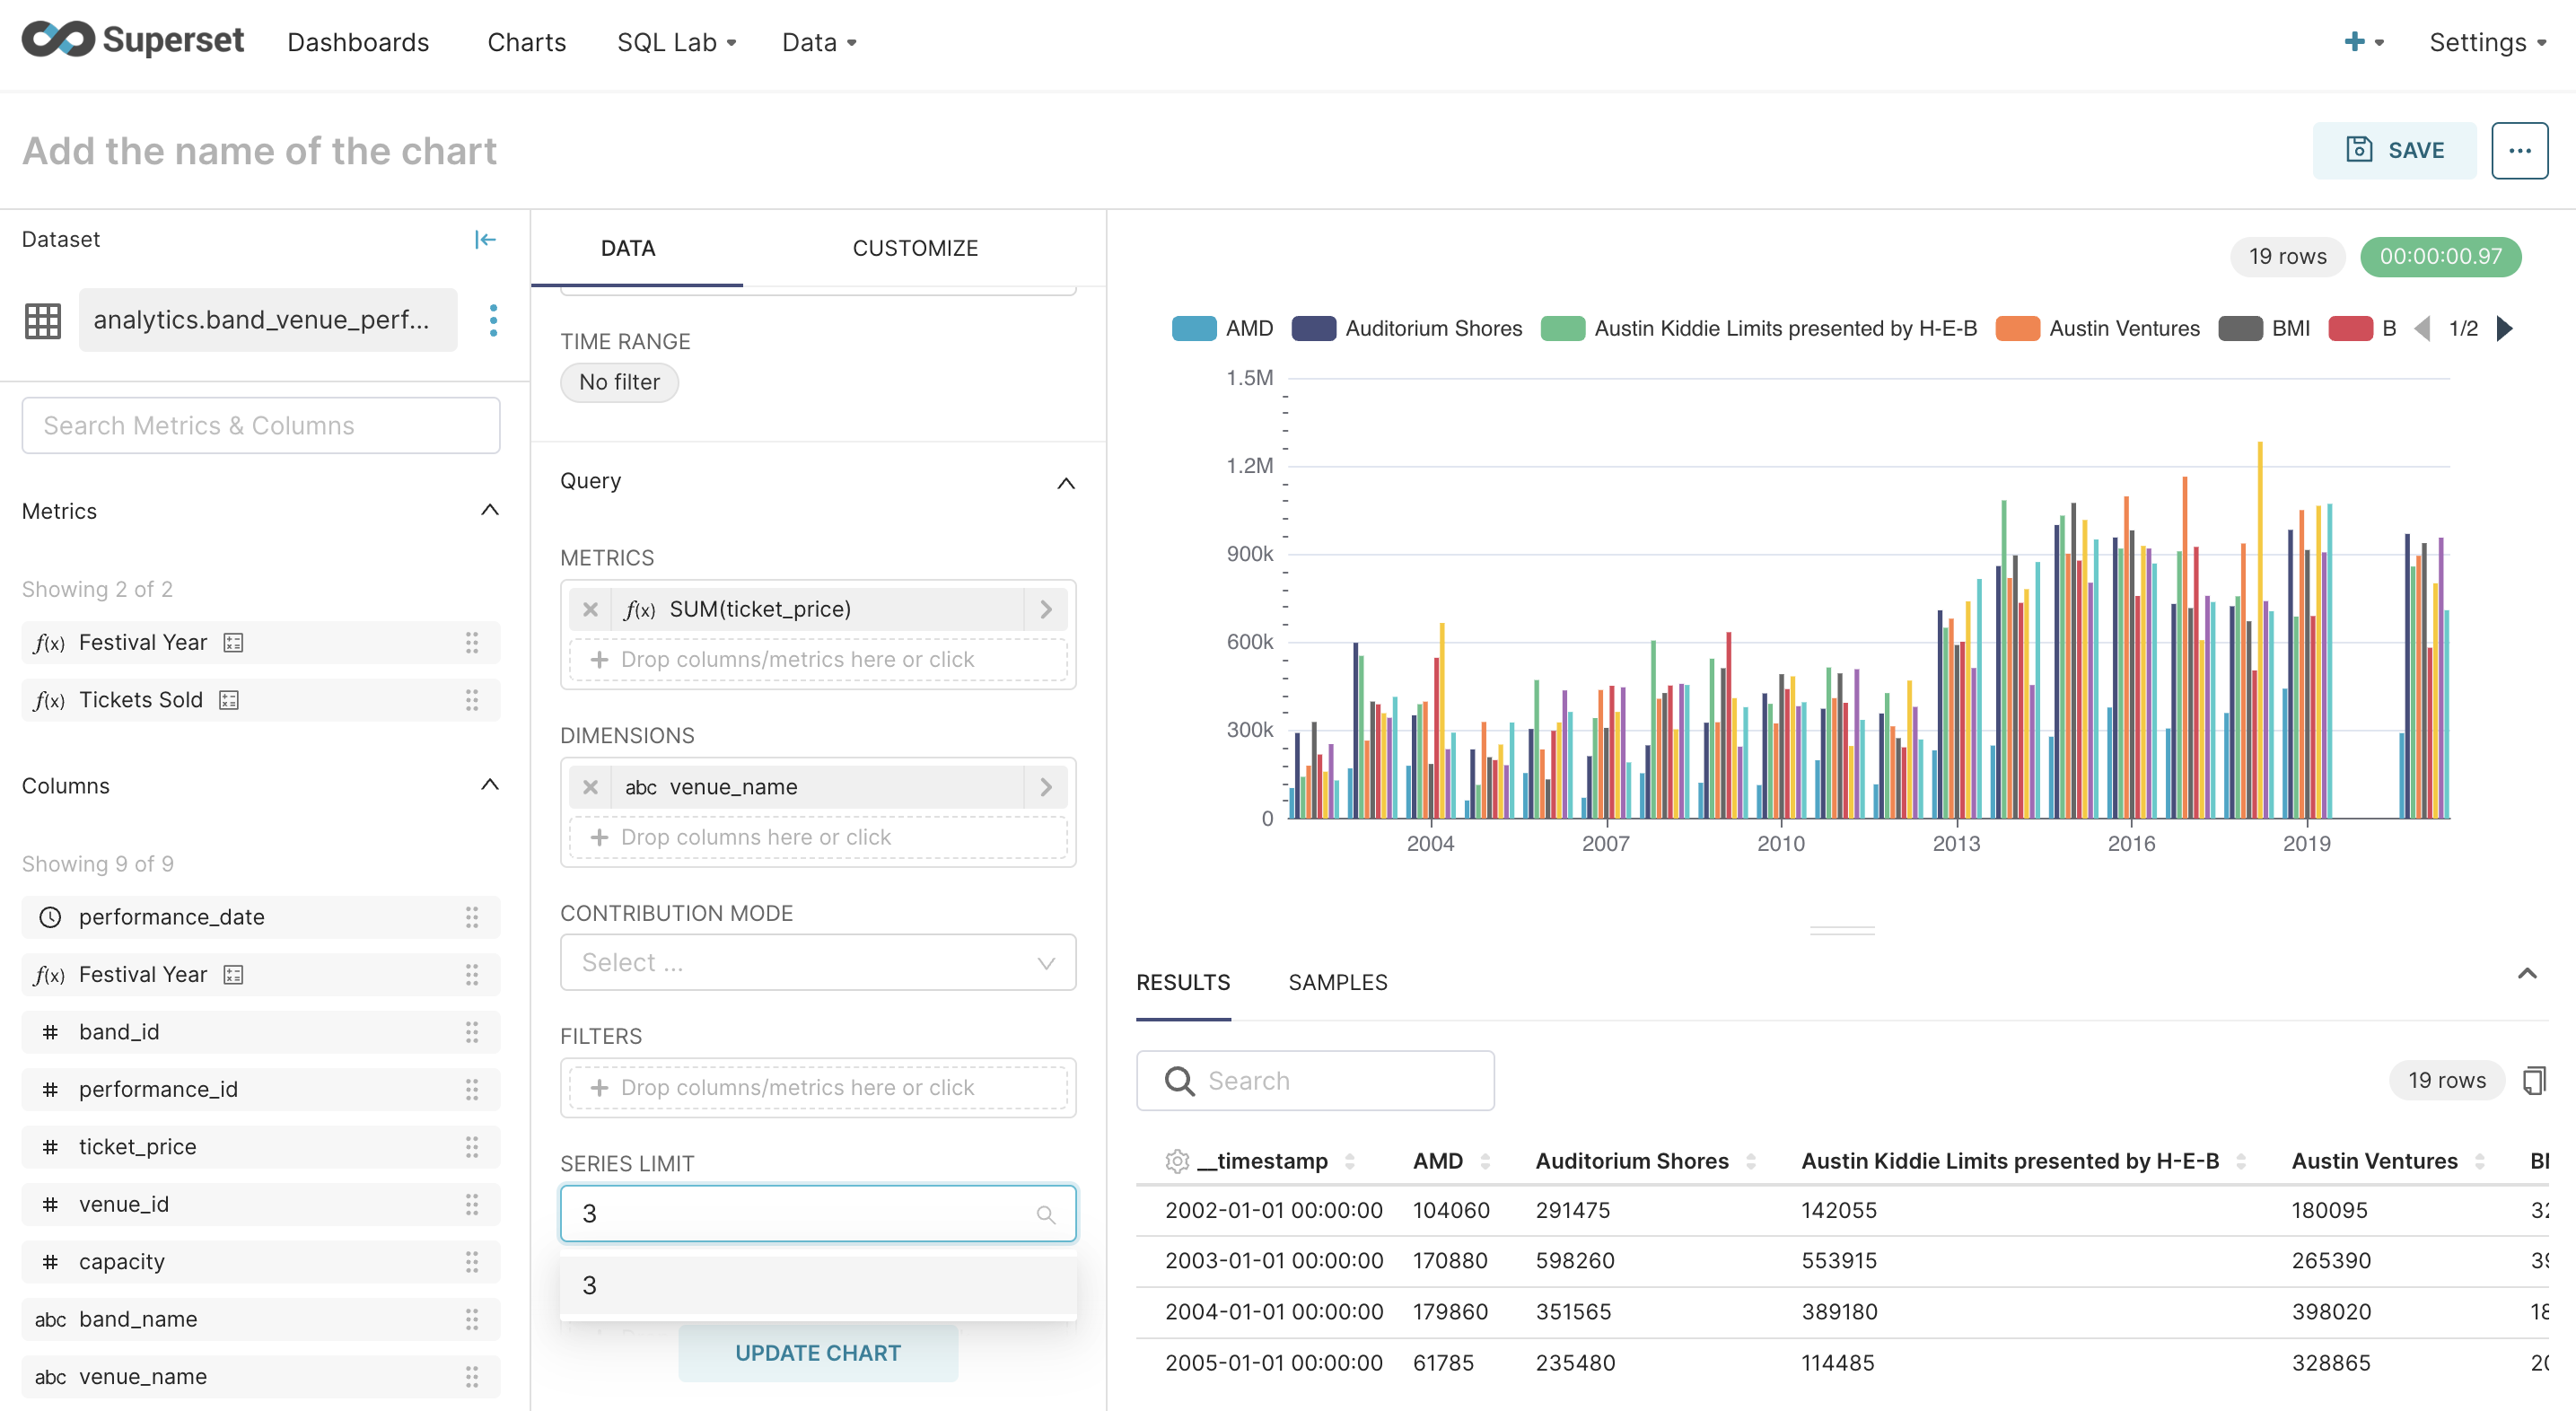 Superset Dashboards Charts SQL Lab Data Settings
Add the name of the chart
SAVE
Dataset
analytics.band_venue_perf...
Search Metrics & Columns
Metrics
Showing 2 of 2
f(x) Festival Year
f(x) Tickets Sold
Columns
Showing 9 of 9
performance_date
f(x) Festival Year
# band_id
# performance_id
# ticket_price
# venue_id
# capacity
abc band_name
abc venue_name
DATA CUSTOMIZE
TIME RANGE
No filter
Query
METRICS
f(x) SUM(ticket_price)
+ Drop columns/metrics here or click
DIMENSIONS
abc venue_name
+ Drop columns here or click
CONTRIBUTION MODE
Select ...
FILTERS
+ Drop columns/metrics here or click
SERIES LIMIT
3
3
UPDATE CHART
19 rows 00:00:00.97
AMD Auditorium Shores Austin Kiddie Limits presented by H-E-B Austin Ventures BMI B 1/2
1.5M
1.2M
900k
600k
300k
0
2004 2007 2010 2013 2016 2019
RESULTS SAMPLES
Search
19 rows
__timestamp AMD Auditorium Shores Austin Kiddie Limits presented by H-E-B Austin Ventures
2002-01-01 00:00:00 104060 291475 142055 180095
2003-01-01 00:00:00 170880 598260 553915 265390
2004-01-01 00:00:00 179860 351565 389180 398020
2005-01-01 00:00:00 61785 235480 114485 328865